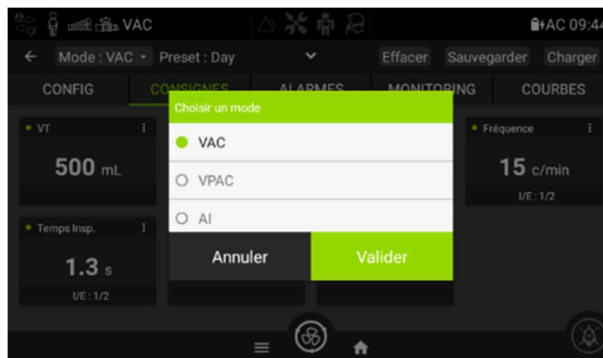 VAC AC 09:44
Mode : VAC Preset : Day Effacer Sauvegarder Charger
CONFIG CONSIGNES ALARMES MONITORING COURBES
Choisir un mode
VAC
VPAC
AI
Annuler Valider
VT
500 mL
Fréquence
15 c/min
I/E : 1/2
Temps Insp.
1.3 s
I/E : 1/2